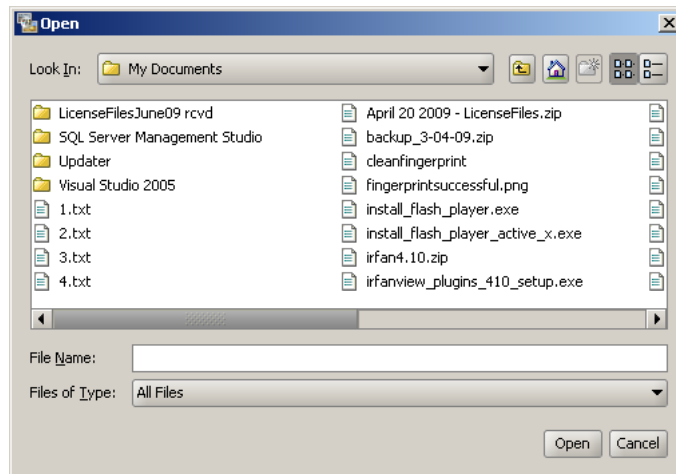 Open
Look In: My Documents
LicenseFilesJune09 rcvd
SQL Server Management Studio
Updater
Visual Studio 2005
1.txt
2.txt
3.txt
4.txt
April 20 2009 - LicenseFiles.zip
backup_3-04-09.zip
cleanfingerprint
fingerprintsuccessful.png
install_flash_player.exe
install_flash_player_active_x.exe
irfan4.10.zip
irfanview_plugins_410_setup.exe
File Name:
Files of Type: All Files
Open Cancel